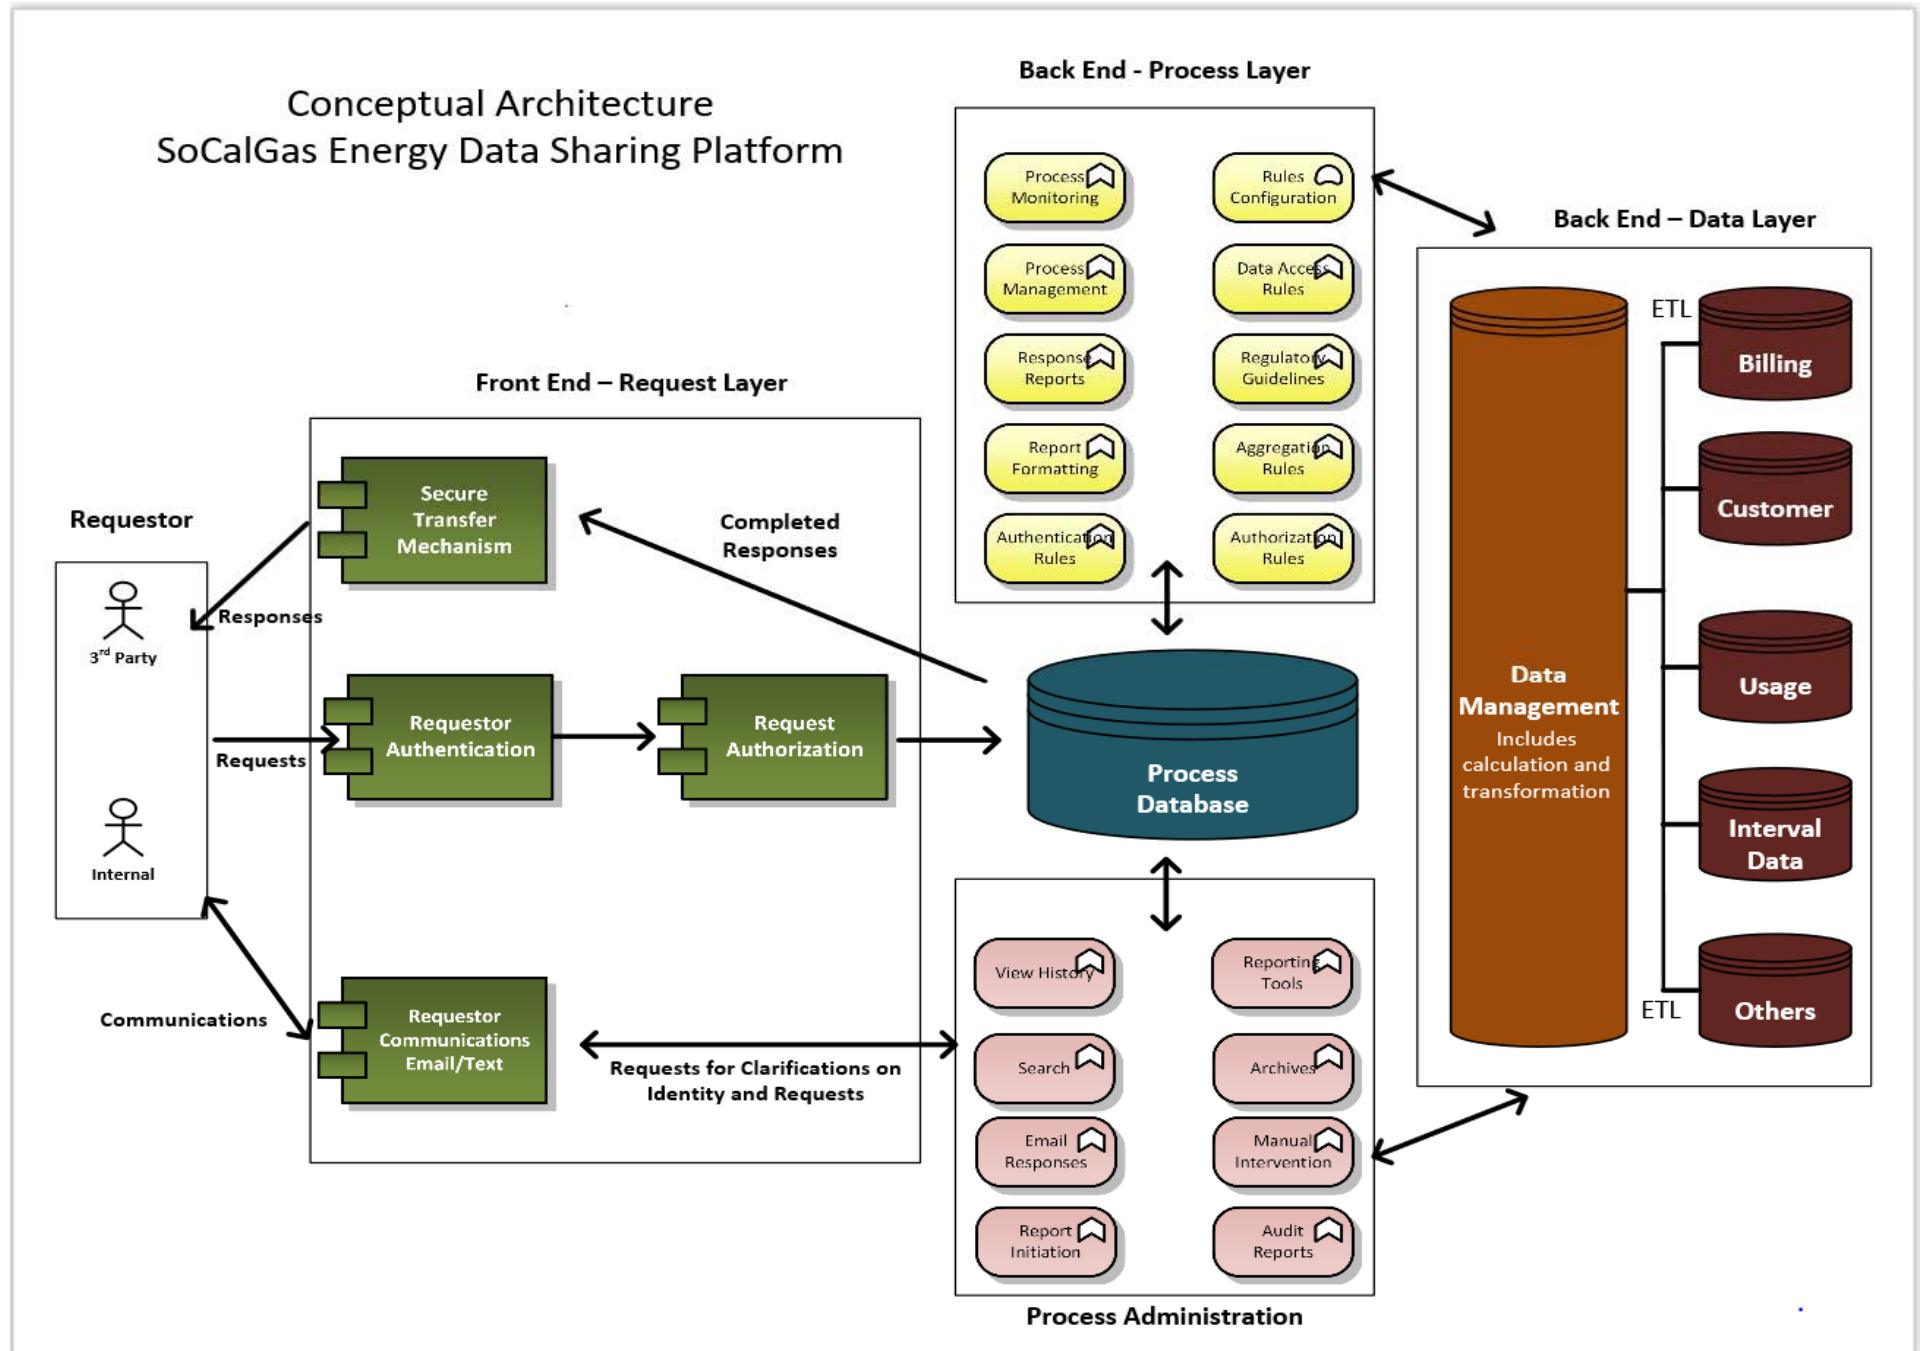 Conceptual Architecture
SoCalGas Energy Data Sharing Platform
Back End - Process Layer
Process
Monitoring
Rules
Configuration
Process
Management
Data Access
Rules
Response
Reports
Regulatory
Guidelines
Report
Formatting
Aggregation
Rules
Authentication
Rules
Authorization
Rules
Back End – Data Layer
ETL
Billing
Customer
Usage
Interval
Data
Others
ETL
Data
Management
Includes
calculation and
transformation
Front End – Request Layer
Secure
Transfer
Mechanism
Completed
Responses
Requestor
3rd Party
Internal
Responses
Requests
Requestor
Authentication
Request
Authorization
Process
Database
Communications
Requestor
Communications
Email/Text
Requests for Clarifications on
Identity and Requests
View History
Reporting
Tools
Search
Archives
Email
Responses
Manual
Intervention
Report
Initiation
Audit
Reports
Process Administration